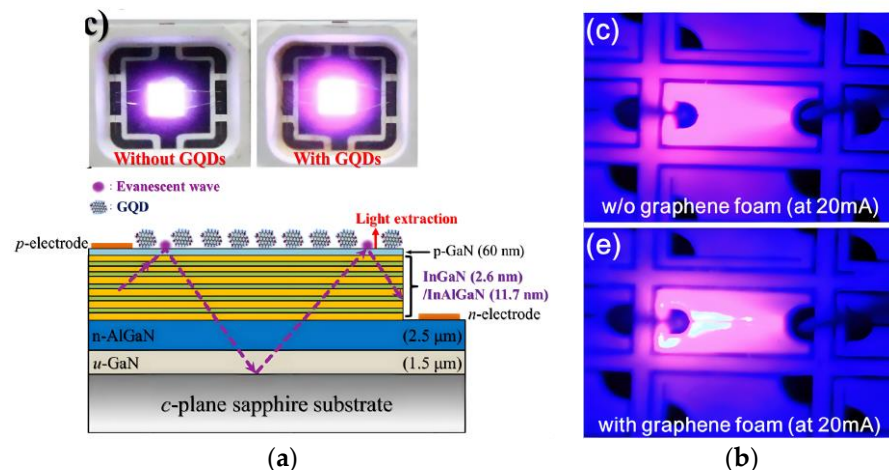 c)
Without GQDs
With GQDs
: Evanescent wave
: GQD
Light extraction
p-electrode
p-GaN (60 nm)
InGaN (2.6 nm)
/InAlGaN (11.7 nm)
n-electrode
n-AlGaN (2.5 μm)
u-GaN (1.5 μm)
c-plane sapphire substrate
(a)
(c)
w/o graphene foam (at 20mA)
(e)
with graphene foam (at 20mA)
(b)